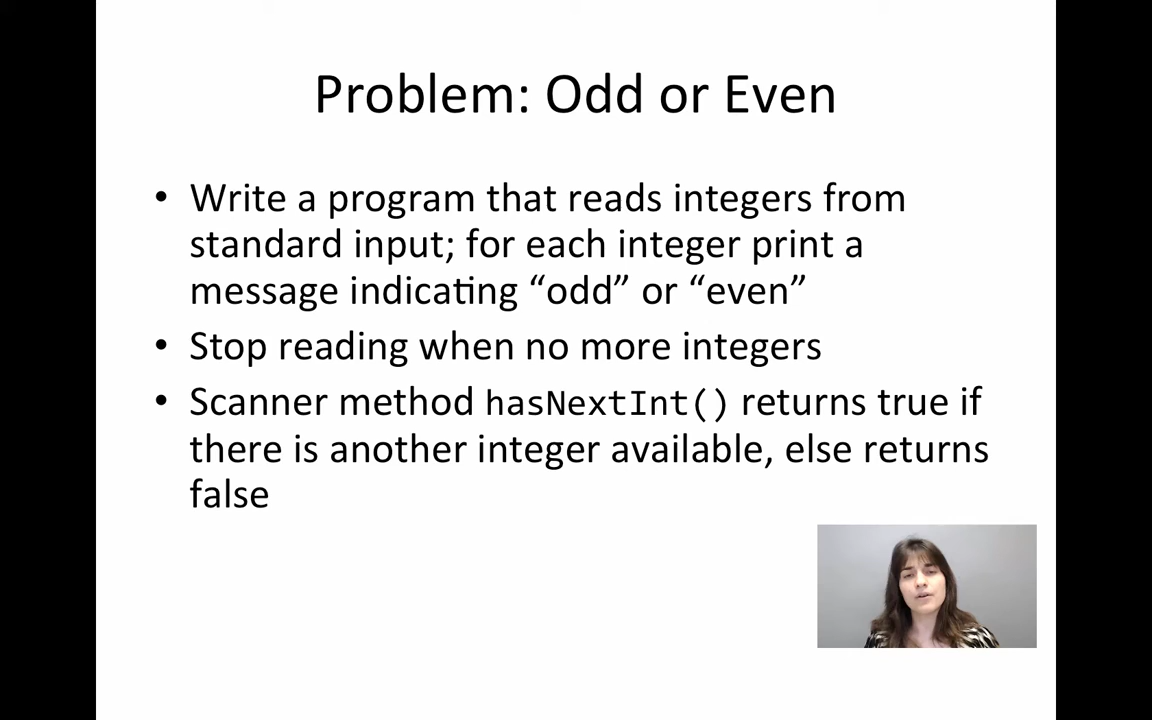 Problem: Odd or Even
• Write a program that reads integers from
standard input; for each integer print a
message indicating “odd” or “even”
• Stop reading when no more integers
• Scanner method hasNextInt() returns true if
there is another integer available, else returns
false